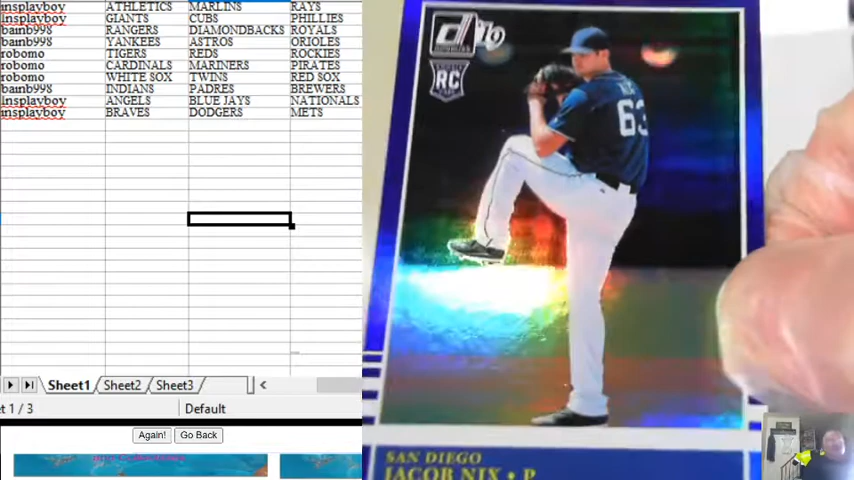 insplayboy ATHLETICS MARLINS RAYS
insplayboy GIANTS CUBS PHILLIES
bainb998 RANGERS DIAMONDBACKS ROYALS
bainb998 YANKEES ASTROS ORIOLES
robomo TIGERS REDS ROCKIES
robomo CARDINALS MARINERS PIRATES
robomo WHITE SOX TWINS RED SOX
bainb998 INDIANS PADRES BREWERS
insplayboy ANGELS BLUE JAYS NATIONALS
insplayboy BRAVES DODGERS METS
Sheet1 Sheet2 Sheet3
t 1 / 3 Default
Again! Go Back
RC
NIX
63
SAN DIEGO
JACOB NIX • P